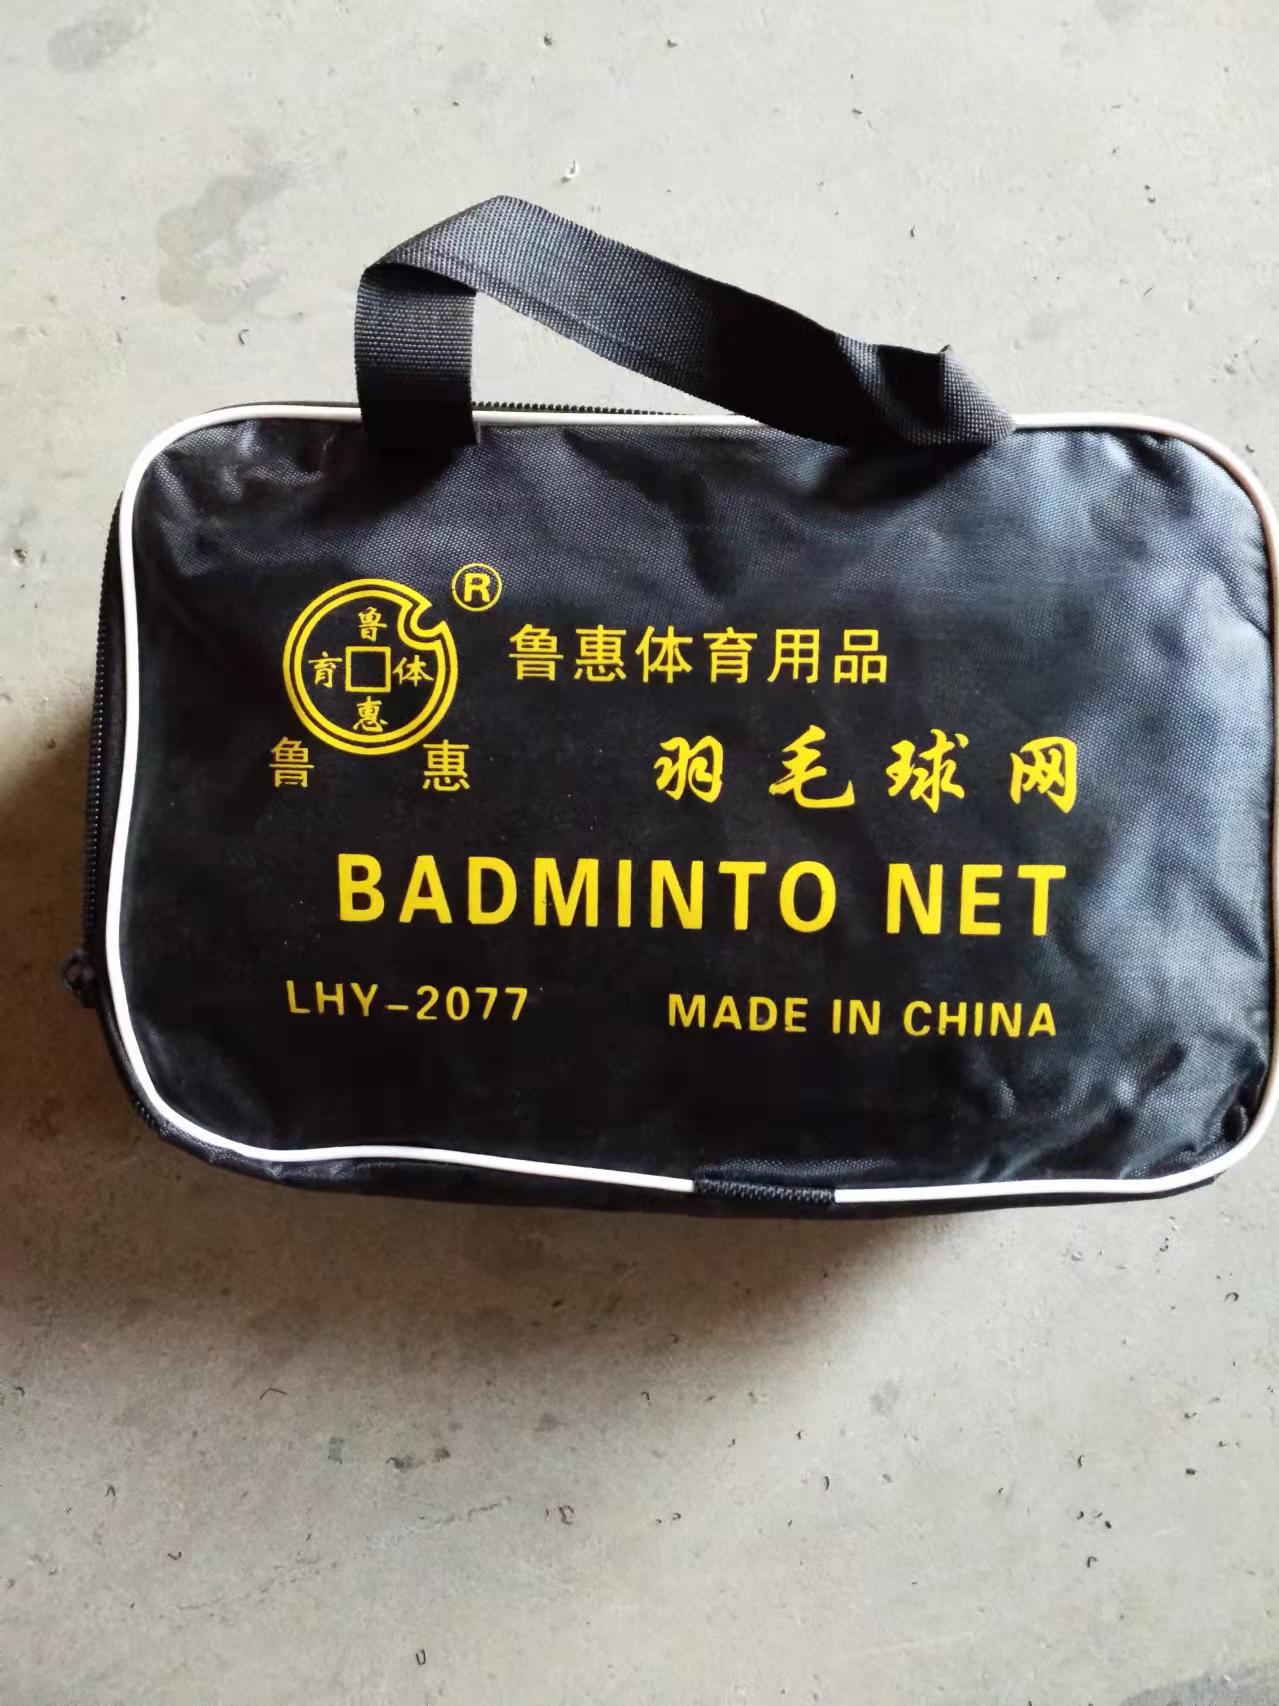 ®
鲁
育 体
惠
鲁惠体育用品
鲁 惠
羽毛球网
BADMINTO NET
LHY-2077 MADE IN CHINA